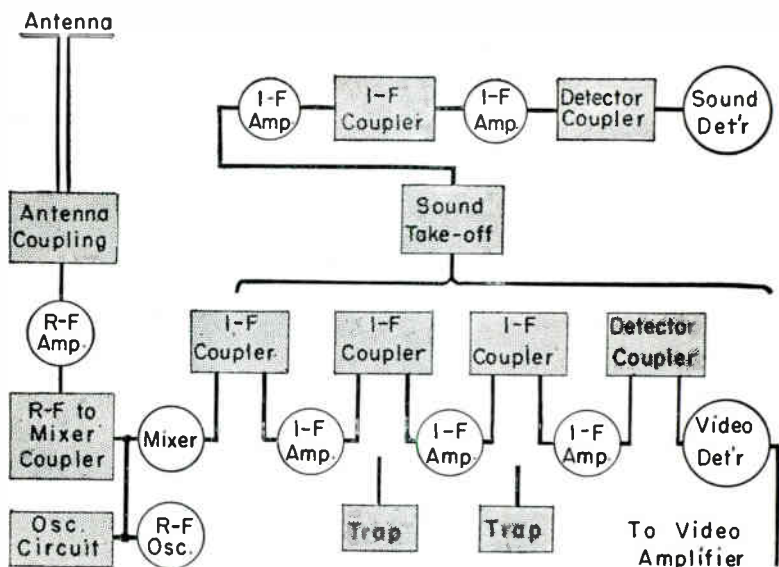 Antenna
I-F
Amp.
I-F
Coupler
I-F
Amp.
Detector
Coupler
Sound
Det'r
Antenna
Coupling
Sound
Take-off
R-F
Amp.
I-F
Coupler
I-F
Coupler
I-F
Coupler
Detector
Coupler
R-F to
Mixer
Coupler
Mixer
I-F
Amp.
I-F
Amp.
I-F
Amp.
Video
Det'r
Osc.
Circuit
R-F
Osc.
Trap
Trap
To Video
Amplifier